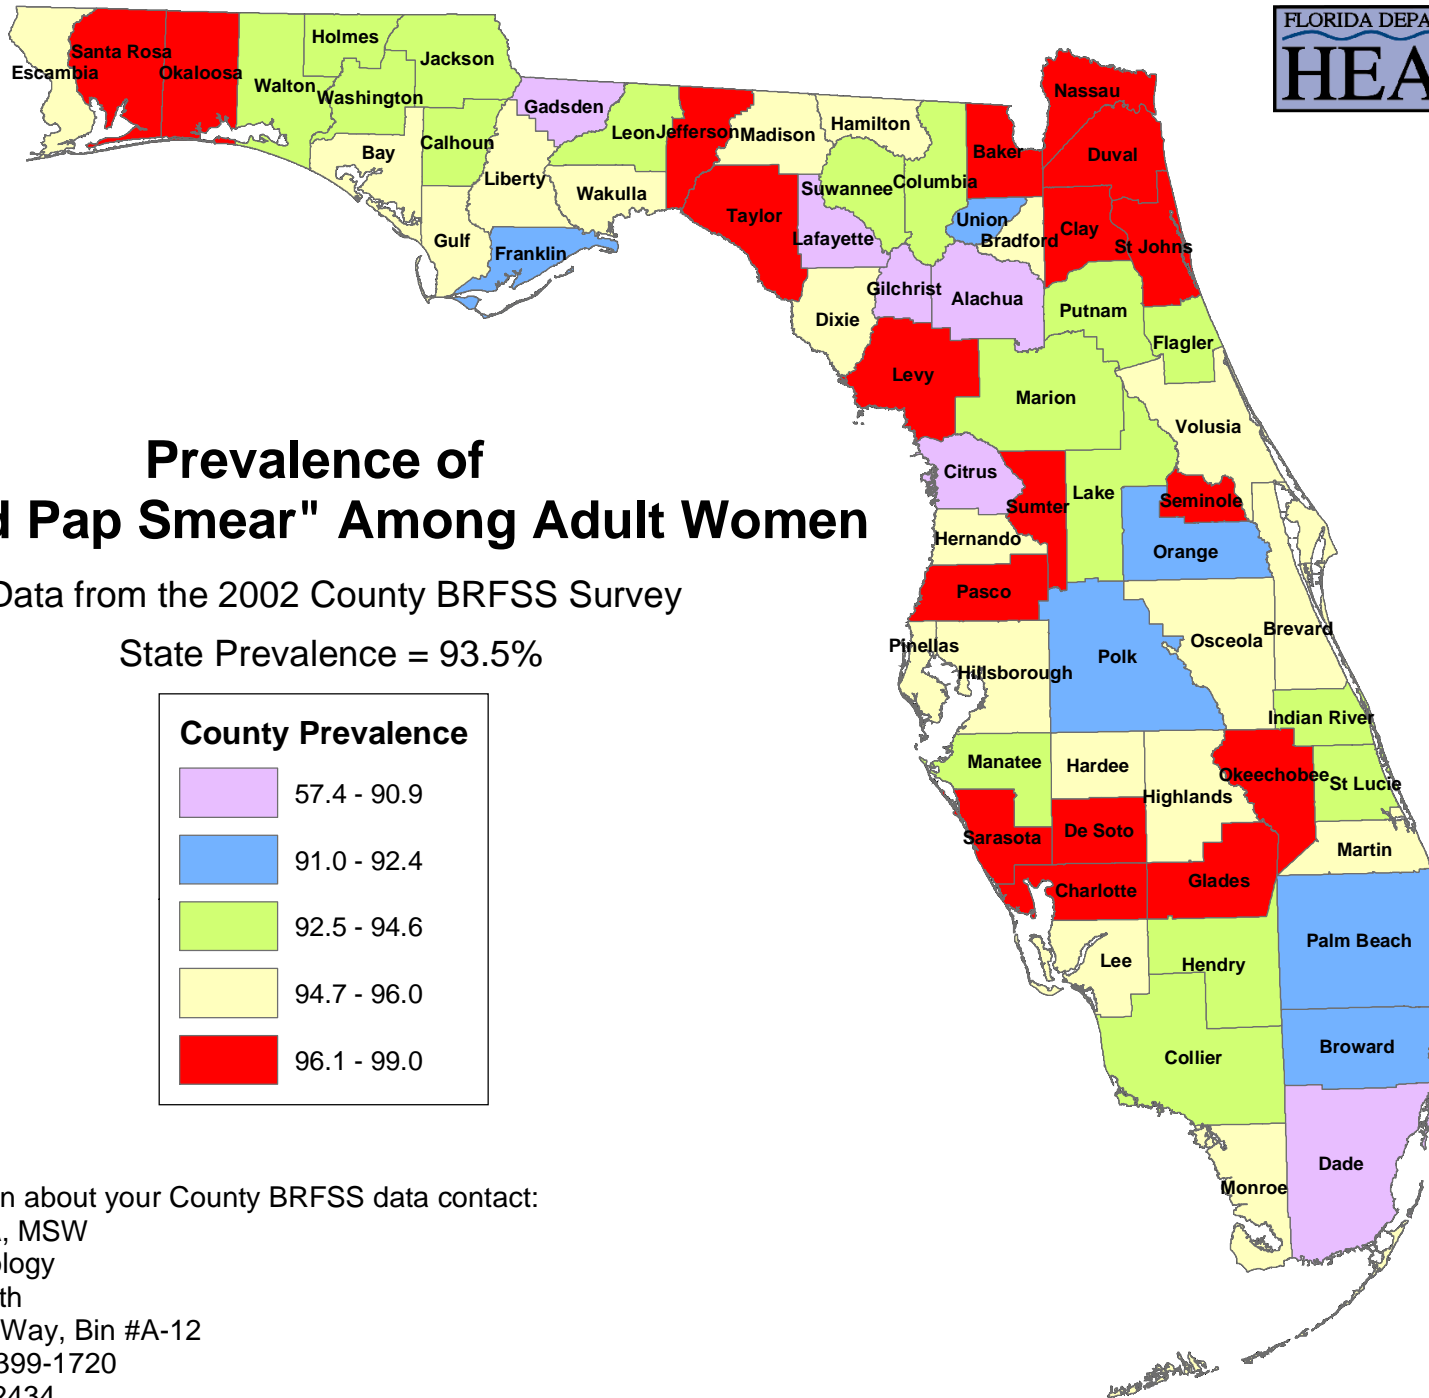 FLORIDA DEPA
HEA
Nassau
Holmes
Santa Rosa
Jackson
Escambia
Okaloosa
Walton
Washington
Gadsden
Leon
Jefferson
Madison
Hamilton
Calhoun
Bay
Baker
Duval
Liberty
Wakulla
Suwannee
Columbia
Taylor
Union
Lafayette
Bradford
Clay
St Johns
Gulf
Franklin
Gilchrist
Alachua
Putnam
Dixie
Flagler
Levy
Marion
Volusia
Prevalence of
d Pap Smear" Among Adult Women
Data from the 2002 County BRFSS Survey
State Prevalence = 93.5%
Citrus
Sumter
Lake
Seminole
Hernando
Orange
Pasco
Pinellas
Hillsborough
Polk
Osceola
Brevard
Indian River
Manatee
Hardee
Highlands
Okeechobee
St Lucie
Sarasota
De Soto
Martin
Charlotte
Glades
Lee
Hendry
Palm Beach
Collier
Broward
Dade
Monroe
County Prevalence
57.4 - 90.9
91.0 - 92.4
92.5 - 94.6
94.7 - 96.0
96.1 - 99.0
n about your County BRFSS data contact:
, MSW
ology
th
Way, Bin #A-12
399-1720
2434